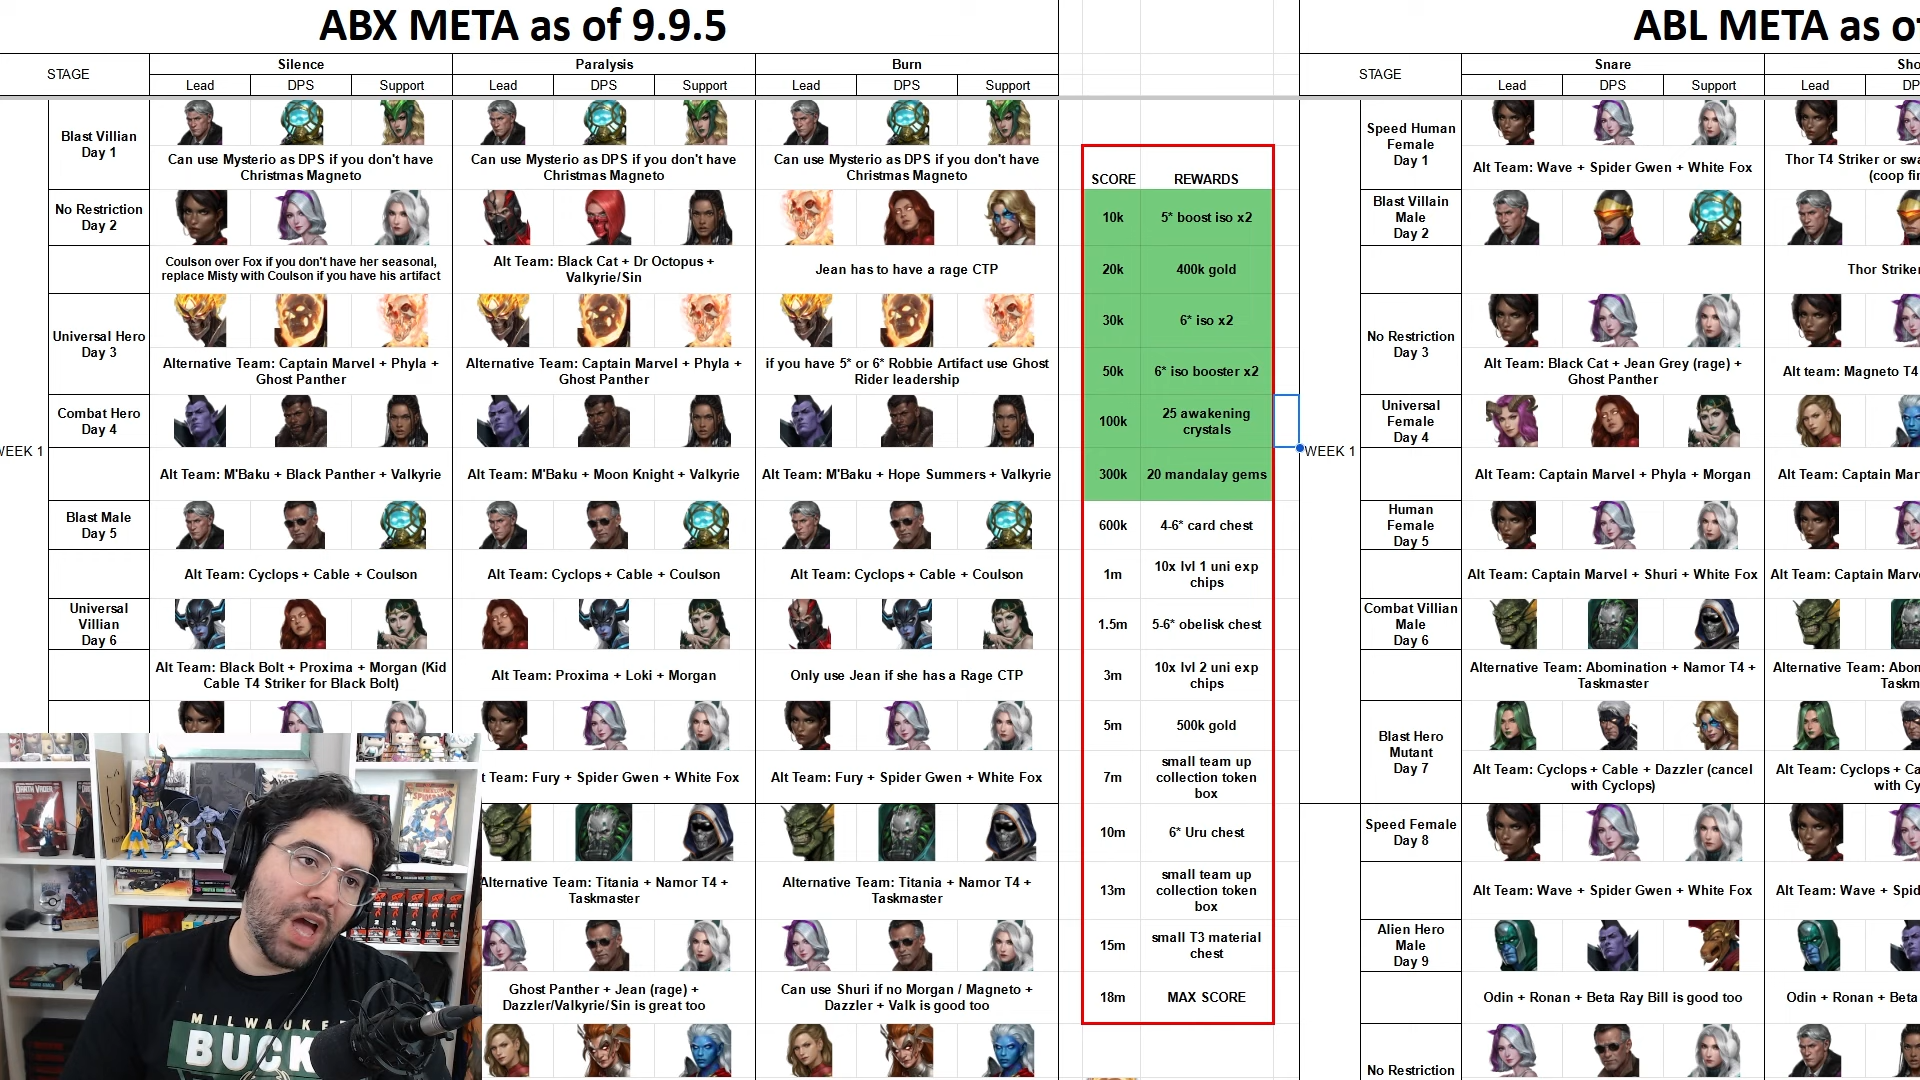 ABX META as of 9.9.5
STAGE
Silence
Paralysis
Burn
Lead
DPS
Support
Lead
DPS
Support
Lead
DPS
Support
WEEK 1
Blast Villian
Day 1
Can use Mysterio as DPS if you don't have
Christmas Magneto
Can use Mysterio as DPS if you don't have
Christmas Magneto
Can use Mysterio as DPS if you don't have
Christmas Magneto
No Restriction
Day 2
Coulson over Fox if you don't have her seasonal,
replace Misty with Coulson if you have his artifact
Alt Team: Black Cat + Dr Octopus +
Valkyrie/Sin
Jean has to have a rage CTP
Universal Hero
Day 3
Alternative Team: Captain Marvel + Phyla +
Ghost Panther
Alternative Team: Captain Marvel + Phyla +
Ghost Panther
if you have 5* or 6* Robbie Artifact use Ghost
Rider leadership
Combat Hero
Day 4
Alt Team: M'Baku + Black Panther + Valkyrie
Alt Team: M'Baku + Moon Knight + Valkyrie
Alt Team: M'Baku + Hope Summers + Valkyrie
Blast Male
Day 5
Alt Team: Cyclops + Cable + Coulson
Alt Team: Cyclops + Cable + Coulson
Alt Team: Cyclops + Cable + Coulson
Universal
Villian
Day 6
Alt Team: Black Bolt + Proxima + Morgan (Kid
Cable T4 Striker for Black Bolt)
Alt Team: Proxima + Loki + Morgan
Only use Jean if she has a Rage CTP
t Team: Fury + Spider Gwen + White Fox
Alt Team: Fury + Spider Gwen + White Fox
Alternative Team: Titania + Namor T4 +
Taskmaster
Alternative Team: Titania + Namor T4 +
Taskmaster
Ghost Panther + Jean (rage) +
Dazzler/Valkyrie/Sin is great too
Can use Shuri if no Morgan / Magneto +
Dazzler + Valk is good too
SCORE REWARDS
10k 5* boost iso x2
20k 400k gold
30k 6* iso x2
50k 6* iso booster x2
100k 25 awakening
crystals
300k 20 mandalay gems
600k 4-6* card chest
1m 10x lvl 1 uni exp
chips
1.5m 5-6* obelisk chest
3m 10x lvl 2 uni exp
chips
5m 500k gold
7m small team up
collection token
box
10m 6* Uru chest
13m small team up
collection token
box
15m small T3 material
chest
18m MAX SCORE
ABL META as of
STAGE
Snare
Sho
Lead
DPS
Support
Lead
DP
WEEK 1
Speed Human
Female
Day 1
Alt Team: Wave + Spider Gwen + White Fox
Thor T4 Striker or swa
(coop fir
Blast Villain
Male
Day 2
Thor Striker
No Restriction
Day 3
Alt Team: Black Cat + Jean Grey (rage) +
Ghost Panther
Alt team: Magneto T4
Universal
Female
Day 4
Alt Team: Captain Marvel + Phyla + Morgan
Alt Team: Captain Mar
Human
Female
Day 5
Alt Team: Captain Marvel + Shuri + White Fox
Alt Team: Captain Marv
Combat Villian
Male
Day 6
Alternative Team: Abomination + Namor T4 +
Taskmaster
Alternative Team: Abom
Taskm
Blast Hero
Mutant
Day 7
Alt Team: Cyclops + Cable + Dazzler (cancel
with Cyclops)
Alt Team: Cyclops + Ca
with Cy
Speed Female
Day 8
Alt Team: Wave + Spider Gwen + White Fox
Alt Team: Wave + Spid
Alien Hero
Male
Day 9
Odin + Ronan + Beta Ray Bill is good too
Odin + Ronan + Beta
No Restriction
DARTH VADER
MILWAUKE
BUCK